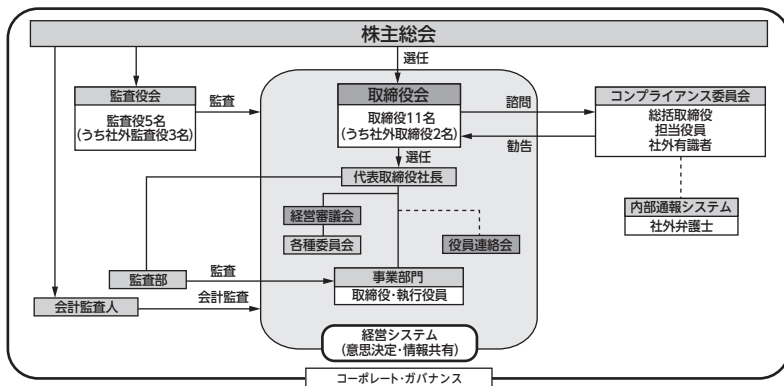 株主総会
選任
監査役会
監査役5名
(うち社外監査役3名)
監査
取締役会
取締役11名
(うち社外取締役2名)
諮問
勧告
コンプライアンス委員会
総括取締役
担当役員
社外有識者
選任
代表取締役社長
経営審議会
各種委員会
役員連絡会
内部通報システム
社外弁護士
監査部
監査
事業部門
取締役・執行役員
会計監査人
会計監査
経営システム
(意思決定・情報共有)
コーポレート・ガバナンス